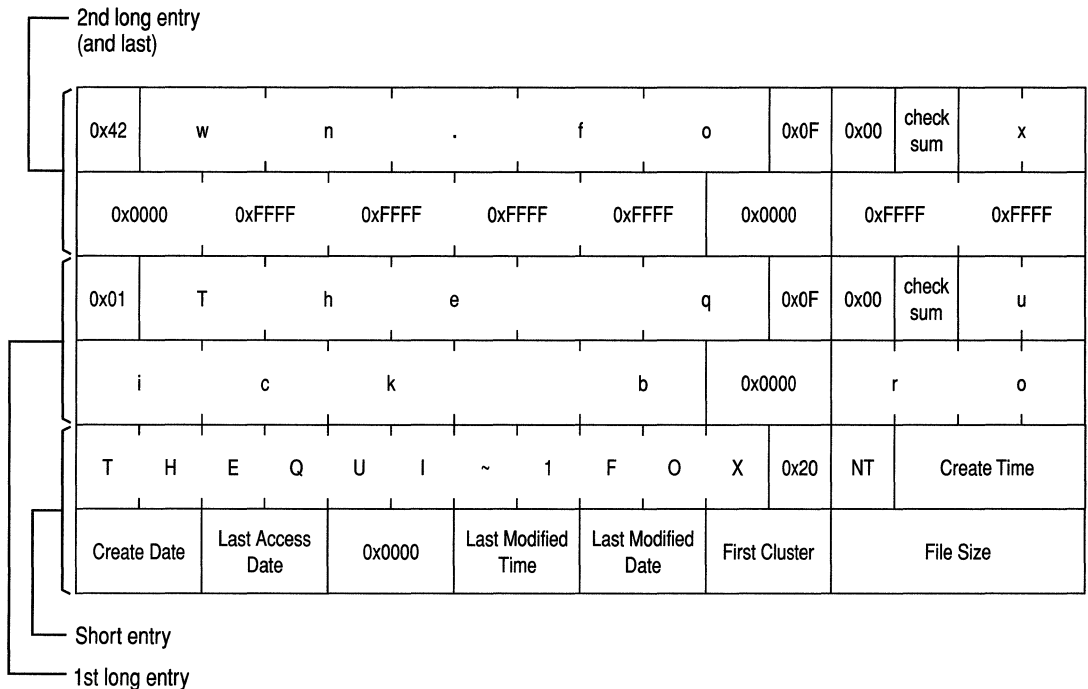 2nd long entry
(and last)
0x42 w n . f o 0x0F 0x00 check sum x
0x0000 0xFFFF 0xFFFF 0xFFFF 0xFFFF 0x0000 0xFFFF 0xFFFF
0x01 T h e q 0x0F 0x00 check sum u
i c k b 0x0000 r o
T H E Q U I ~ 1 F O X 0x20 NT Create Time
Create Date Last Access Date 0x0000 Last Modified Time Last Modified Date First Cluster File Size
Short entry
1st long entry